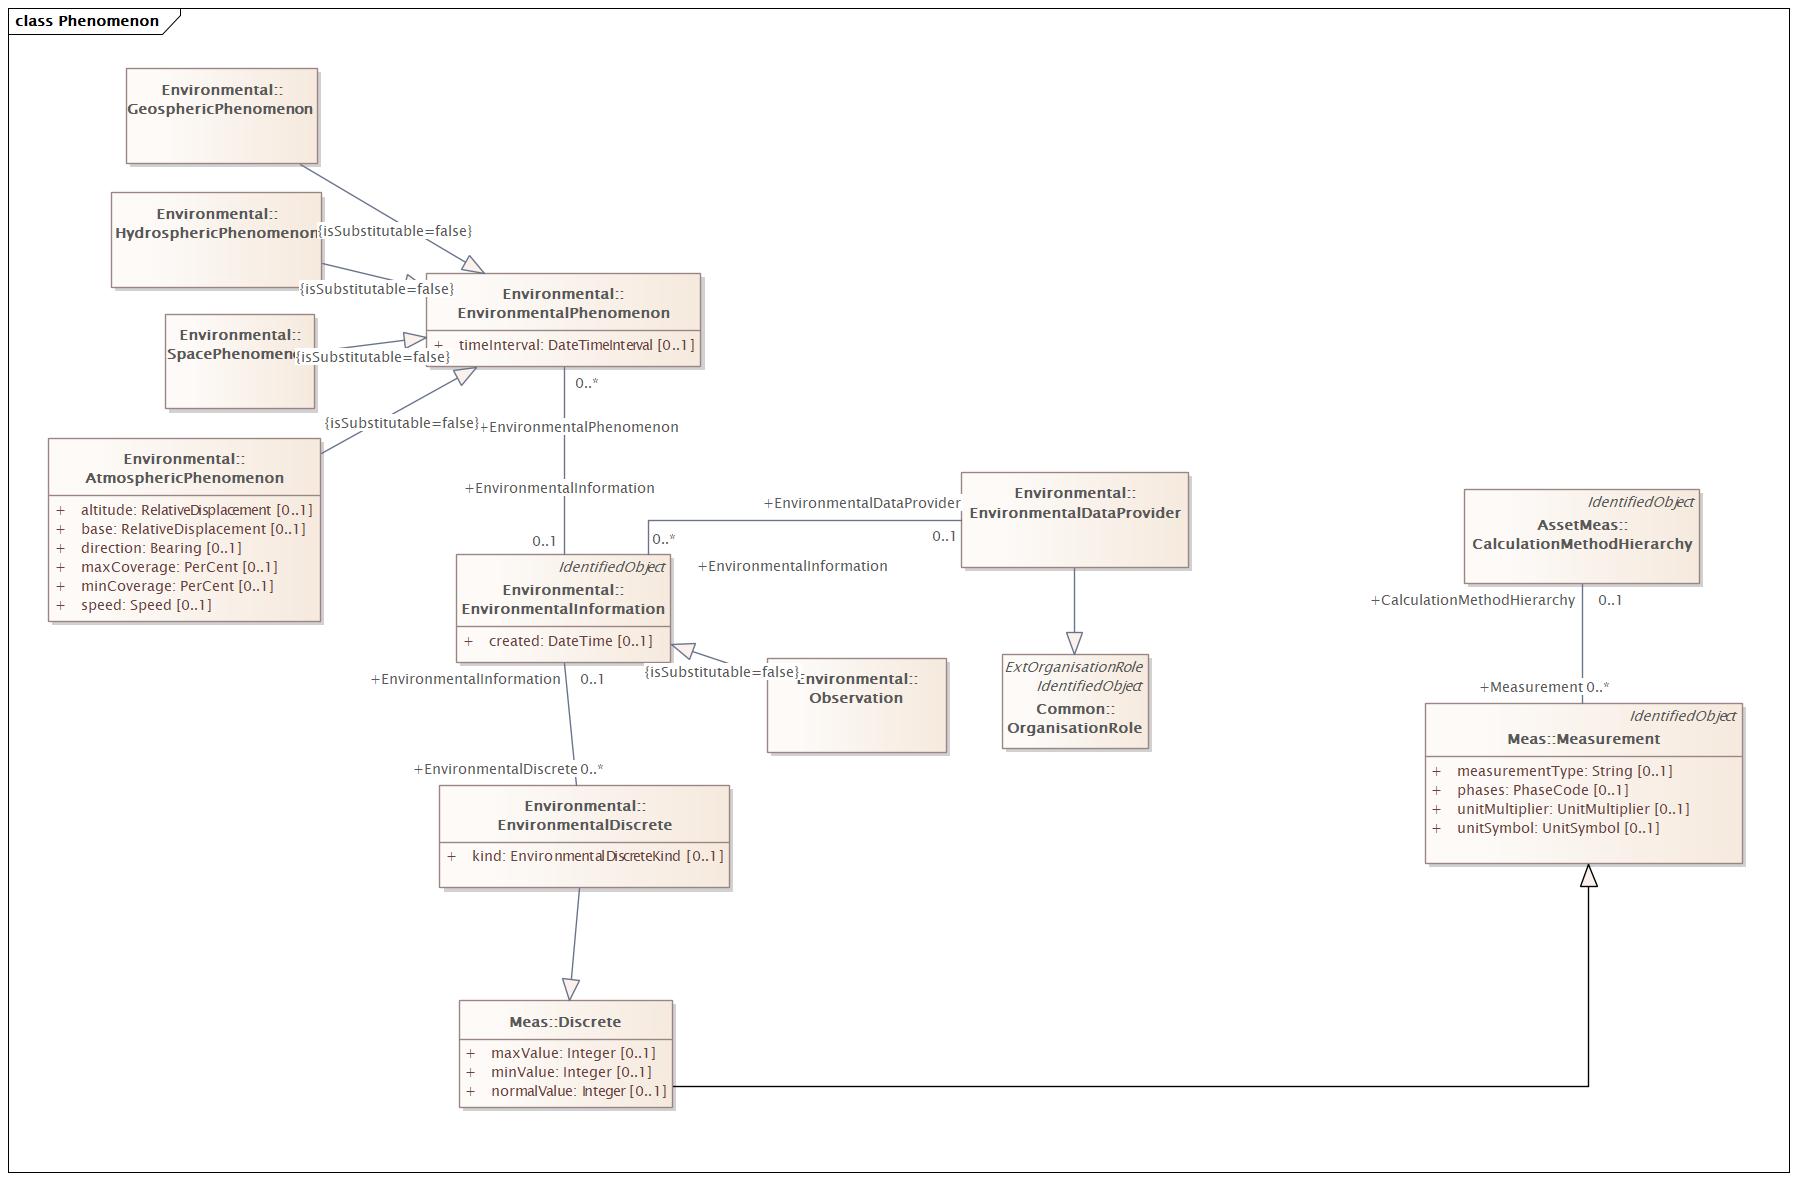 class Phenomenon
Environmental::
GeosphericPhenomenon
Environmental::
HydrosphericPhenomenon
{isSubstitutable=false}
{isSubstitutable=false}
Environmental::
EnvironmentalPhenomenon
+ timeInterval: DateTimeInterval [0..1]
Environmental::
SpacePhenomen
{isSubstitutable=false}
0..*
{isSubstitutable=false}
+EnvironmentalPhenomenon
Environmental::
AtmosphericPhenomenon
+ altitude: RelativeDisplacement [0..1]
+ base: RelativeDisplacement [0..1]
+ direction: Bearing [0..1]
+ maxCoverage: PerCent [0..1]
+ minCoverage: PerCent [0..1]
+ speed: Speed [0..1]
+EnvironmentalInformation
0..1
+EnvironmentalDataProvider
0..*
0..1
+EnvironmentalInformation
Environmental::
EnvironmentalDataProvider
IdentifiedObject
AssetMeas::
CalculationMethodHierarchy
IdentifiedObject
Environmental::
EnvironmentalInformation
+ created: DateTime [0..1]
+CalculationMethodHierarchy
0..1
+EnvironmentalInformation
0..1
{isSubstitutable=false}
Environmental::
Observation
ExtOrganisationRole
IdentifiedObject
Common::
OrganisationRole
+Measurement 0..*
IdentifiedObject
Meas::Measurement
+ measurementType: String [0..1]
+ phases: PhaseCode [0..1]
+ unitMultiplier: UnitMultiplier [0..1]
+ unitSymbol: UnitSymbol [0..1]
+EnvironmentalDiscrete 0..*
Environmental::
EnvironmentalDiscrete
+ kind: EnvironmentalDiscreteKind [0..1]
Meas::Discrete
+ maxValue: Integer [0..1]
+ minValue: Integer [0..1]
+ normalValue: Integer [0..1]